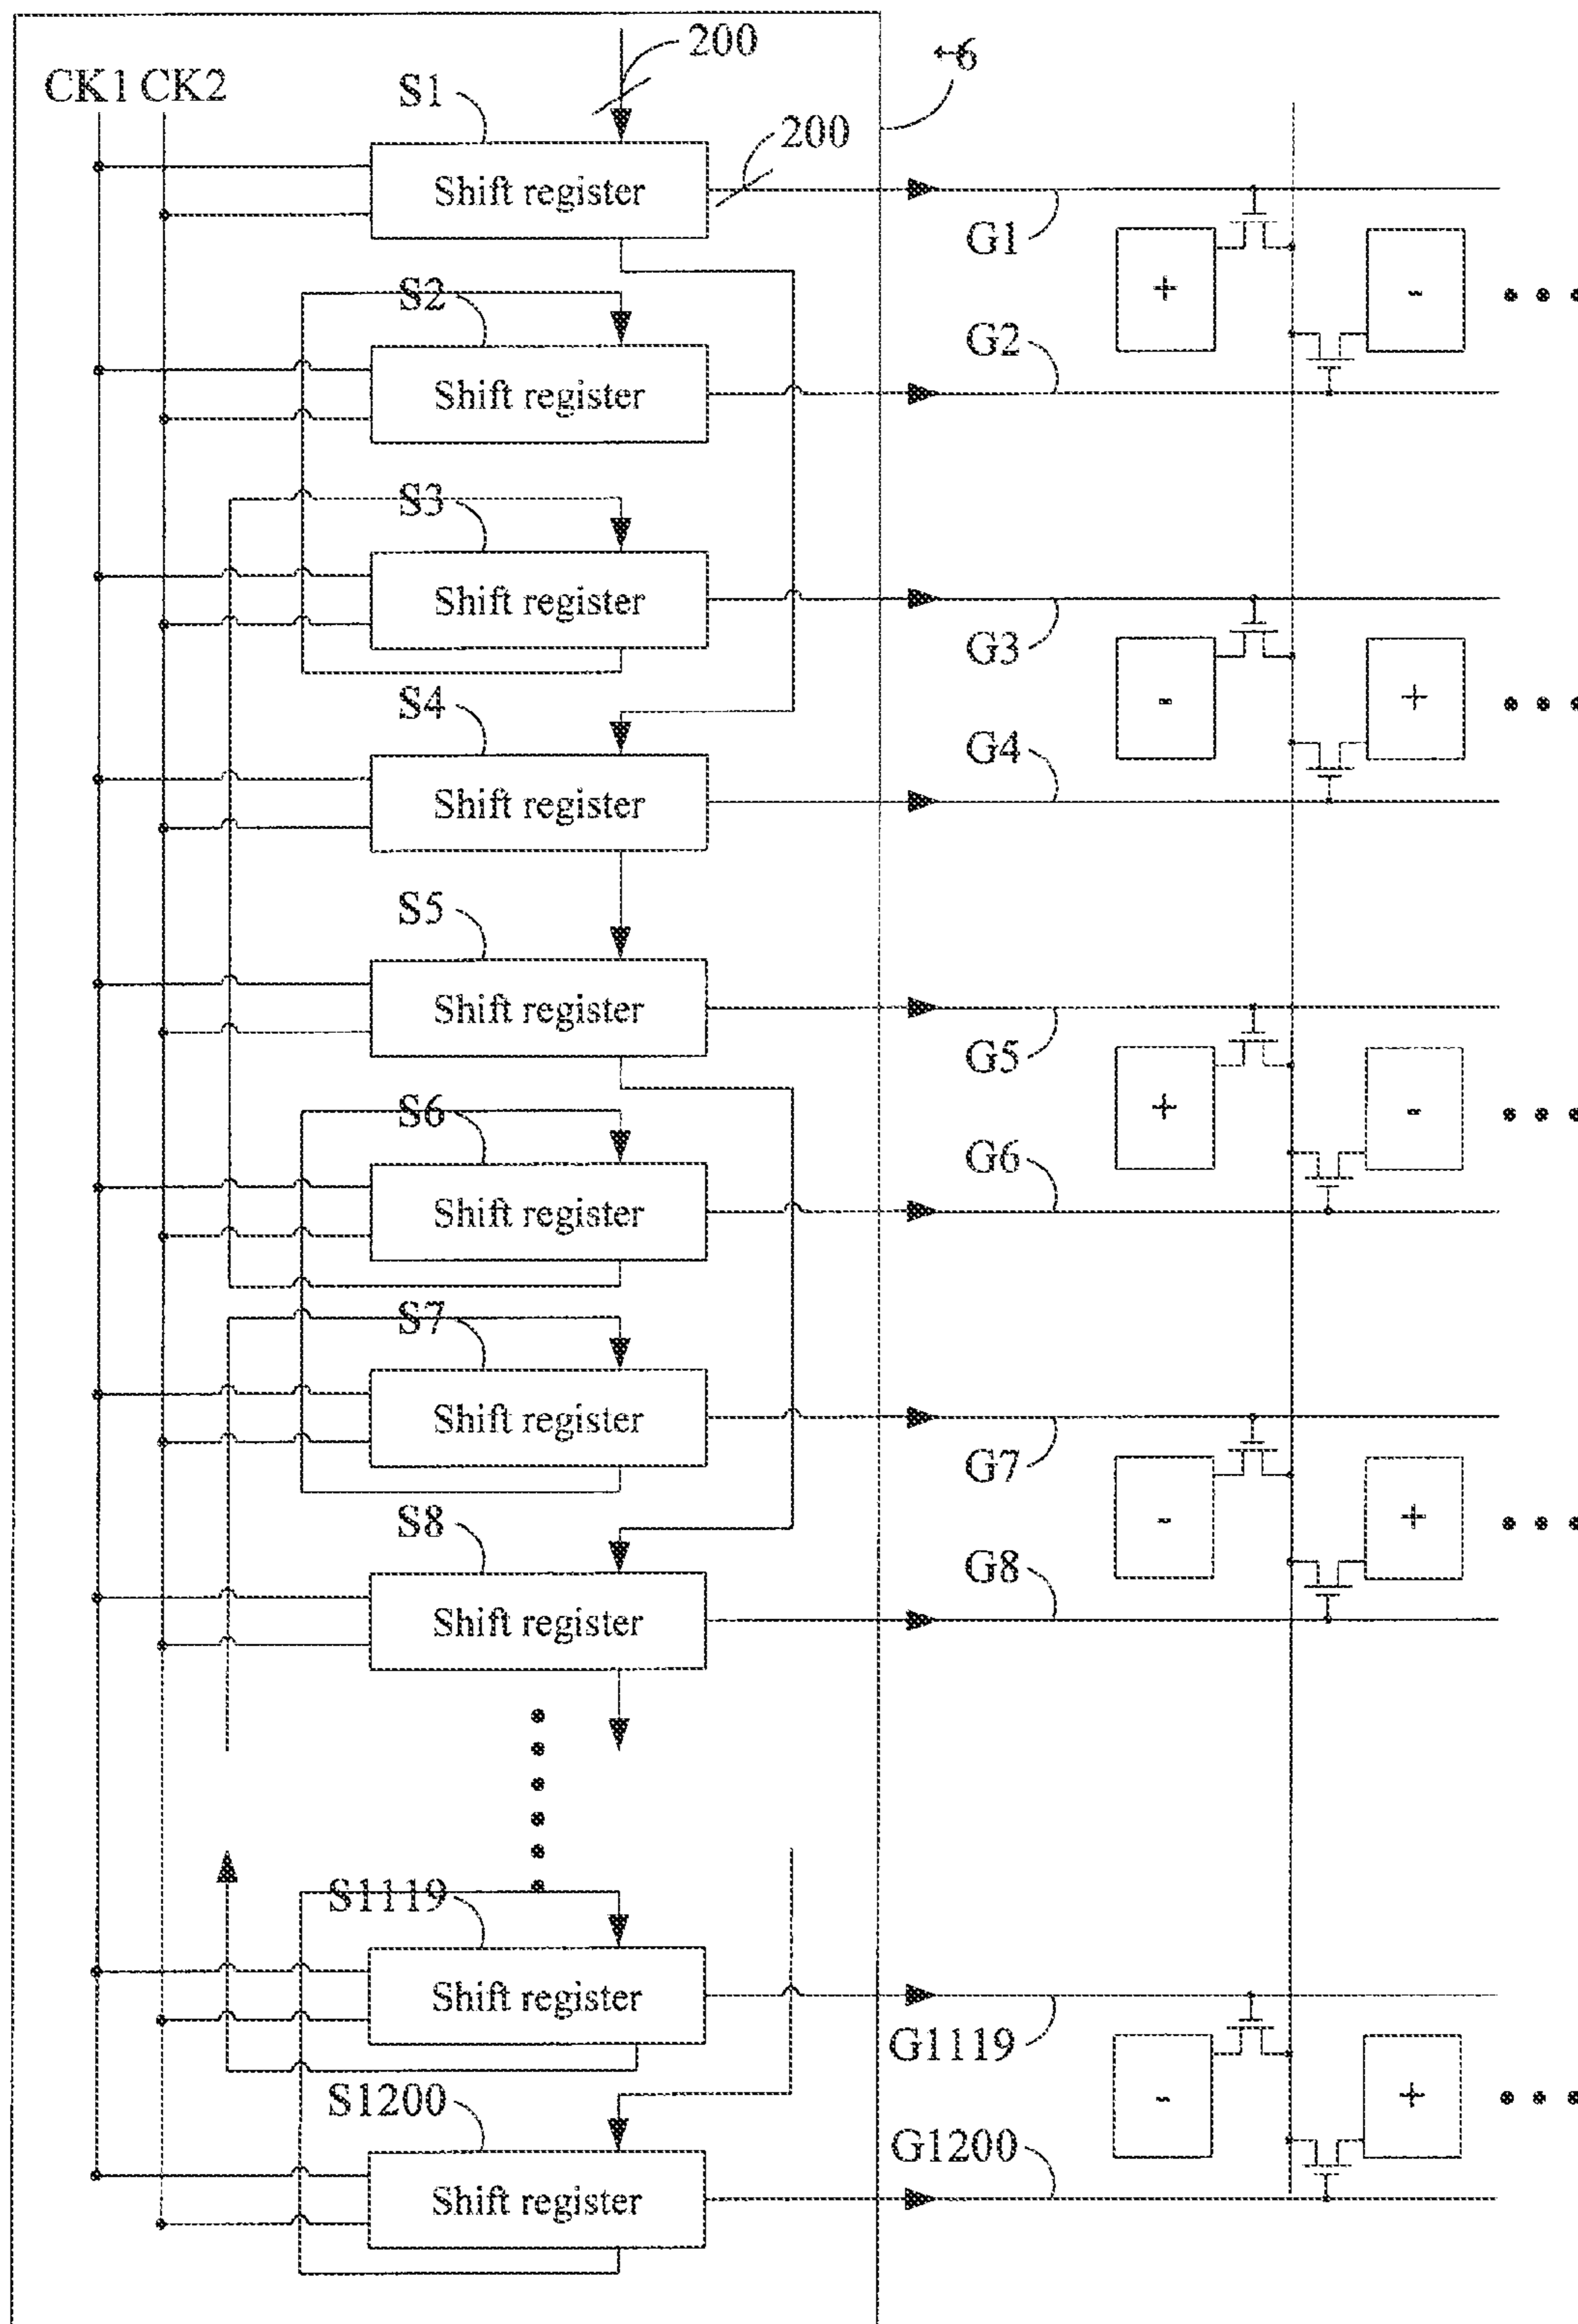 200
6
CK1 CK2
S1
200
Shift register
G1
+
-
S2
G2
Shift register
S3
Shift register
G3
-
+
S4
G4
Shift register
S5
Shift register
G5
+
-
S6
G6
Shift register
S7
Shift register
G7
-
+
S8
G8
Shift register
S1119
Shift register
G1119
-
+
S1200
G1200
Shift register